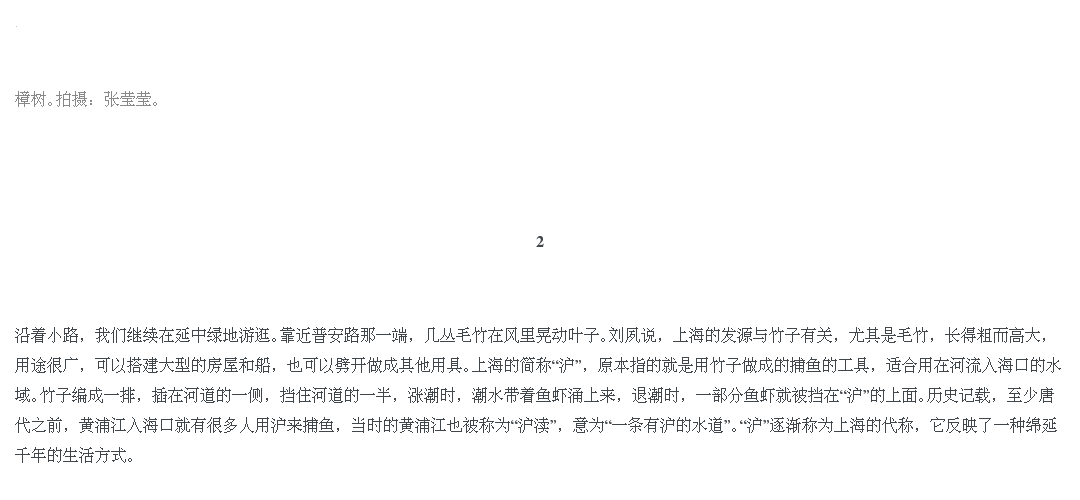 樟树。拍摄：张莹莹。
2
沿着小路，我们继续在延中绿地游逛。靠近普安路那一端，几丛毛竹在风里晃动叶子。刘夙说，上海的发源与竹子有关，尤其是毛竹，长得粗而高大，
用途很广，可以搭建大型的房屋和船，也可以劈开做成其他用具。上海的简称“沪”，原本指的就是用竹子做成的捕鱼的工具，适合用在河流入海口的水
域。竹子编成一排，插在河道的一侧，挡住河道的一半，涨潮时，潮水带着鱼虾涌上来，退潮时，一部分鱼虾就被挡在“沪”的上面。历史记载，至少唐
代之前，黄浦江入海口就有很多人用沪来捕鱼，当时的黄浦江也被称为“沪渎”，意为“一条有沪的水道”。“沪”逐渐称为上海的代称，它反映了一种绵延
千年的生活方式。